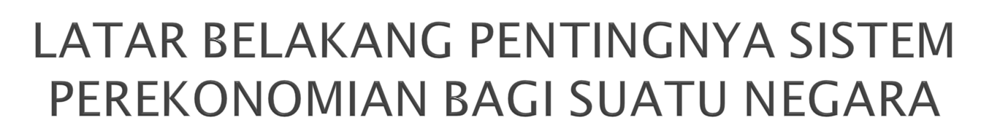 LATAR BELAKANG PENTINGNYA SISTEM
PEREKONOMIAN BAGI SUATU NEGARA